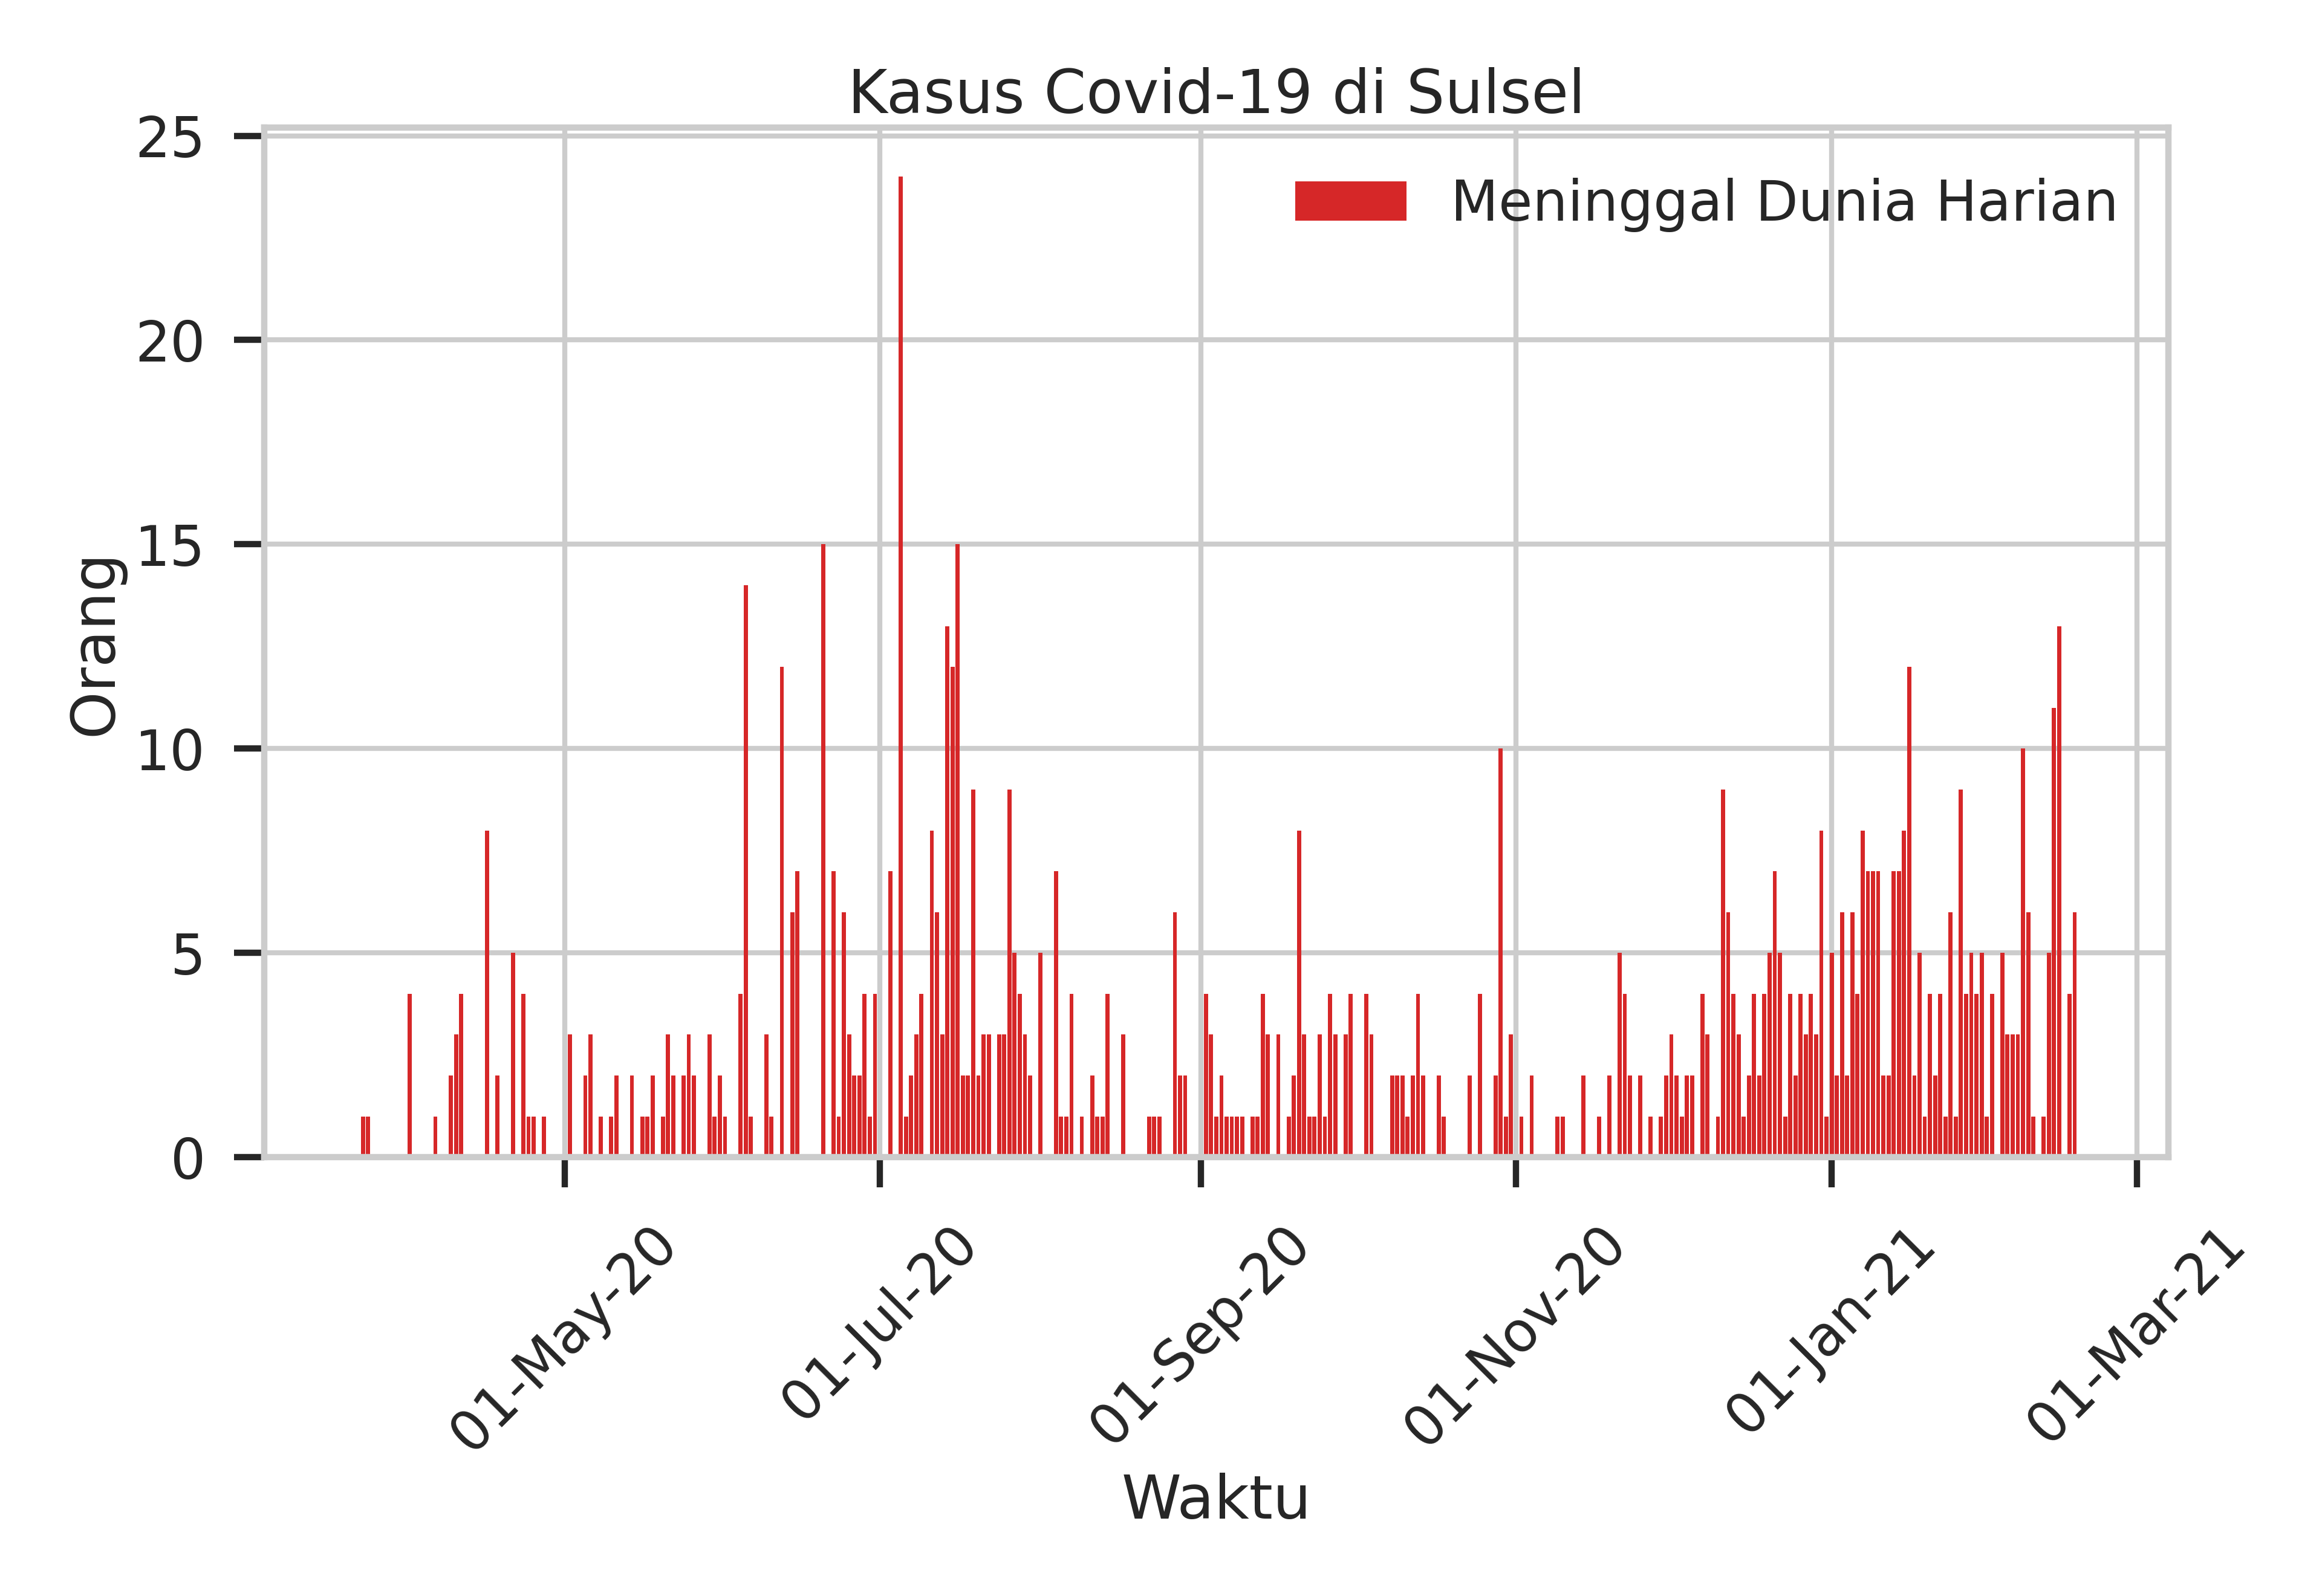 Kasus Covid-19 di Sulsel
Meninggal Dunia Harian
Orang
25
20
15
10
5
0
01-May-20
01-Jul-20
01-Sep-20
01-Nov-20
01-Jan-21
01-Mar-21
Waktu